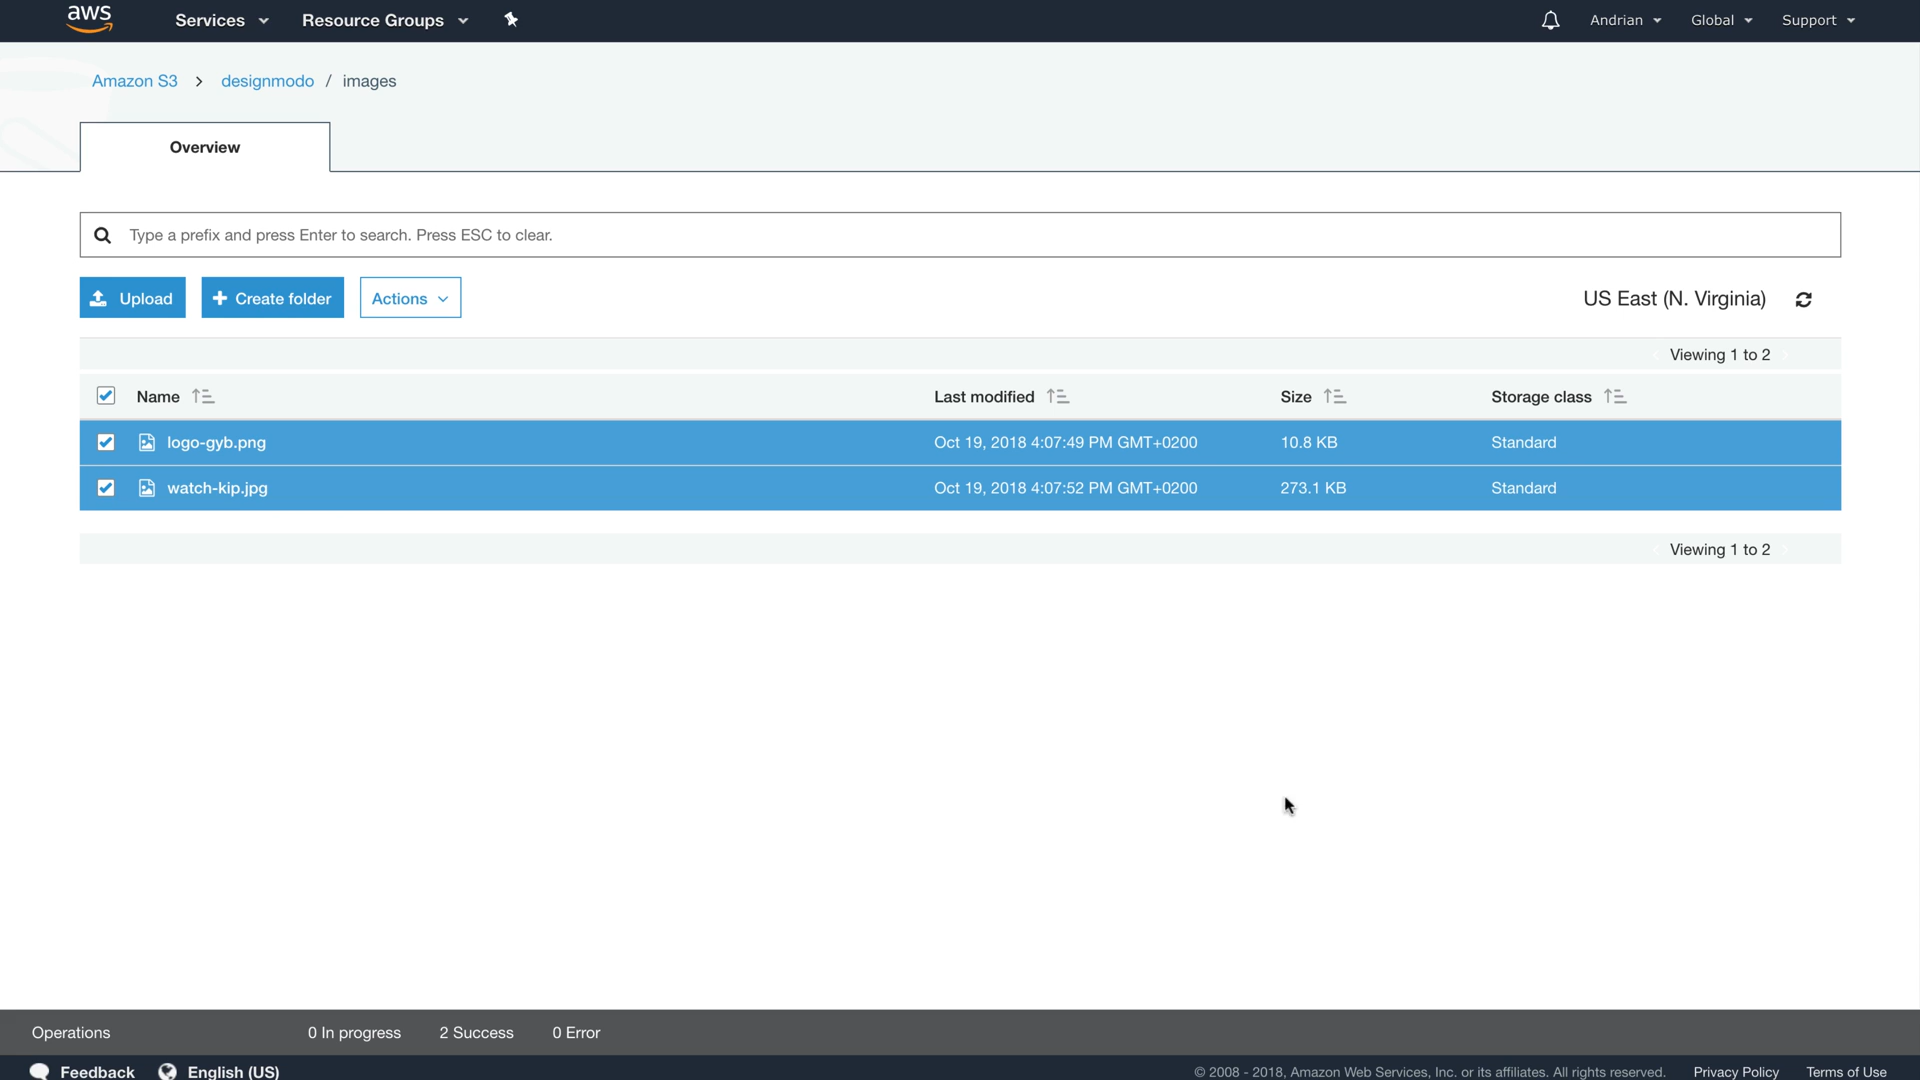 aws Services Resource Groups Andrian Global Support
Amazon S3 > designmodo / images
Overview
Type a prefix and press Enter to search. Press ESC to clear.
Upload + Create folder Actions US East (N. Virginia)
Viewing 1 to 2
Name Last modified Size Storage class
logo-gyb.png Oct 19, 2018 4:07:49 PM GMT+0200 10.8 KB Standard
watch-kip.jpg Oct 19, 2018 4:07:52 PM GMT+0200 273.1 KB Standard
Viewing 1 to 2
Operations 0 In progress 2 Success 0 Error
Feedback English (US) © 2008 - 2018, Amazon Web Services, Inc. or its affiliates. All rights reserved. Privacy Policy Terms of Use